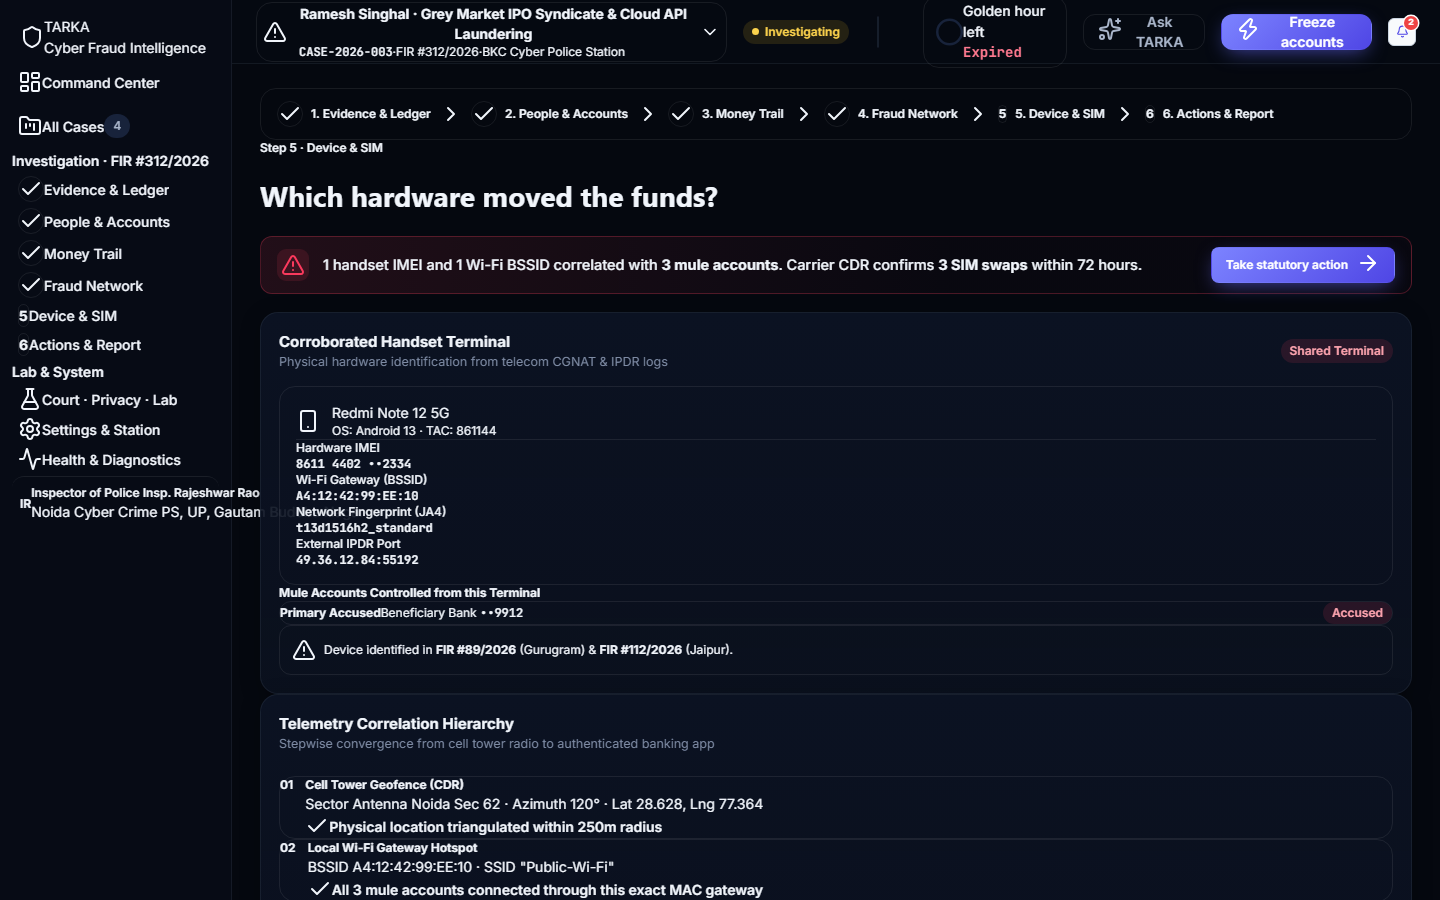 TARKA
Cyber Fraud Intelligence
Command Center
All Cases 4
Investigation · FIR #312/2026
Evidence & Ledger
People & Accounts
Money Trail
Fraud Network
5 Device & SIM
6 Actions & Report
Lab & System
Court · Privacy · Lab
Settings & Station
Health & Diagnostics
IR
Inspector of Police Insp. Rajeshwar Rao
Noida Cyber Crime PS, UP, Gautam Bud
Ramesh Singhal · Grey Market IPO Syndicate & Cloud API
Laundering
CASE-2026-003·FIR #312/2026·BKC Cyber Police Station
Investigating
Golden hour
left
Expired
Ask
TARKA
Freeze
accounts
2
1. Evidence & Ledger
2. People & Accounts
3. Money Trail
4. Fraud Network
5 5. Device & SIM
6 6. Actions & Report
Step 5 · Device & SIM
Which hardware moved the funds?
1 handset IMEI and 1 Wi-Fi BSSID correlated with 3 mule accounts. Carrier CDR confirms 3 SIM swaps within 72 hours.
Take statutory action
Corroborated Handset Terminal
Physical hardware identification from telecom CGNAT & IPDR logs
Shared Terminal
Redmi Note 12 5G
OS: Android 13 · TAC: 861144
Hardware IMEI
8611 4402 ••2334
Wi-Fi Gateway (BSSID)
A4:12:42:99:EE:10
Network Fingerprint (JA4)
t13d1516h2_standard
External IPDR Port
49.36.12.84:55192
Mule Accounts Controlled from this Terminal
Primary AccusedBeneficiary Bank ••9912
Accused
Device identified in FIR #89/2026 (Gurugram) & FIR #112/2026 (Jaipur).
Telemetry Correlation Hierarchy
Stepwise convergence from cell tower radio to authenticated banking app
01 Cell Tower Geofence (CDR)
Sector Antenna Noida Sec 62 · Azimuth 120° · Lat 28.628, Lng 77.364
Physical location triangulated within 250m radius
02 Local Wi-Fi Gateway Hotspot
BSSID A4:12:42:99:EE:10 · SSID "Public-Wi-Fi"
All 3 mule accounts connected through this exact MAC gateway